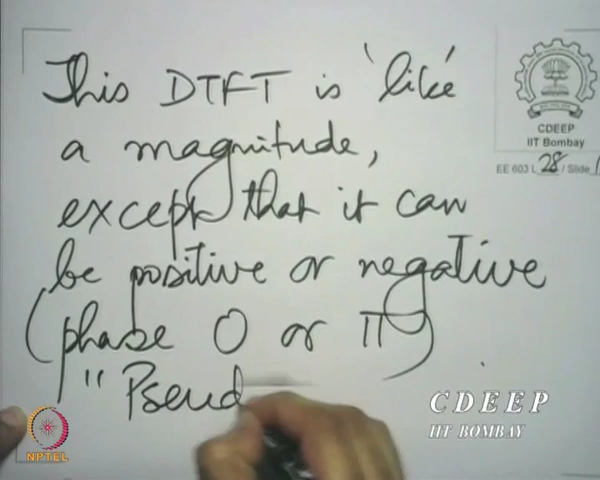 This DTFT is 'like'
a magnitude,
except that it can
be positive or negative
(phase 0 or π)
"Pseud
CDEEP
IIT Bombay
EE 603 L 28 / Slide 1
CDEEP
IIT BOMBAY
NPTEL